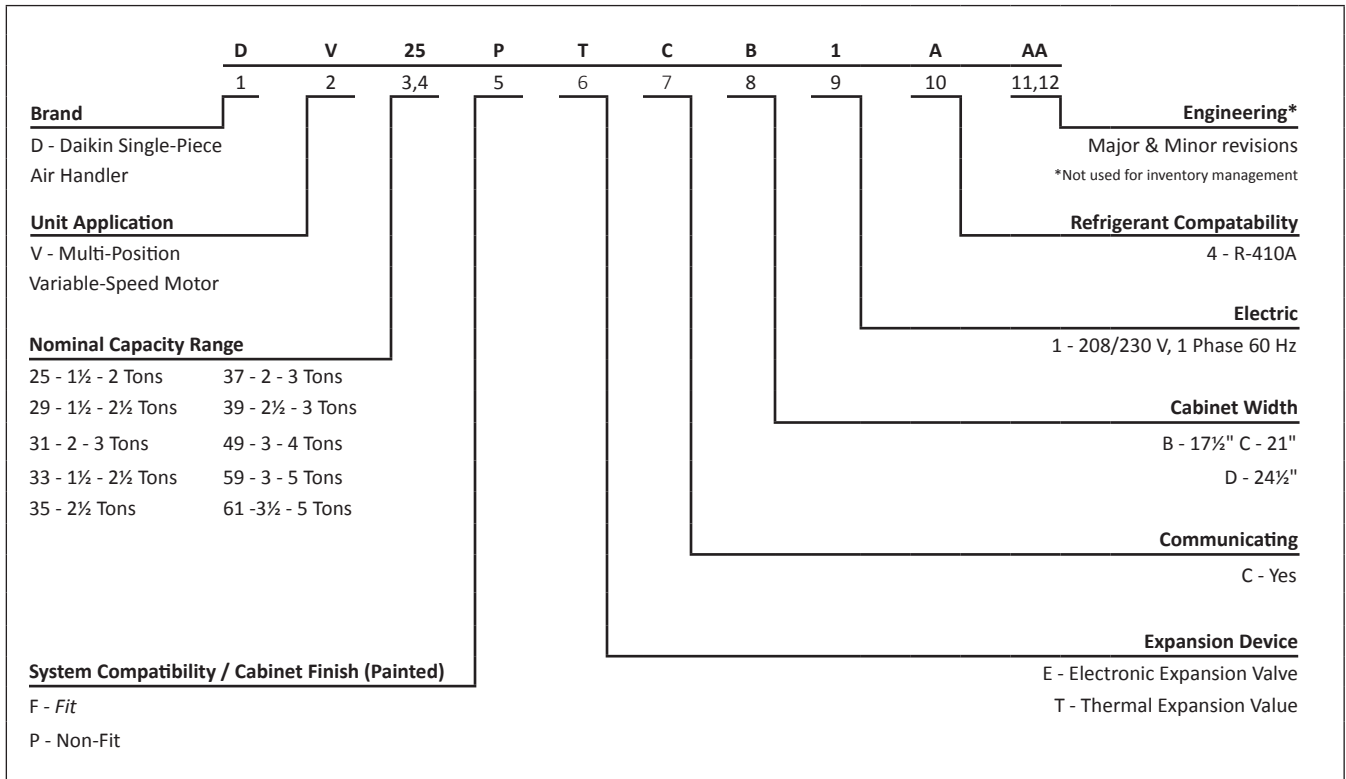 D V 25 P T C B 1 A AA
1 2 3,4 5 6 7 8 9 10 11,12
Brand
D - Daikin Single-Piece
Air Handler
Unit Application
V - Multi-Position
Variable-Speed Motor
Nominal Capacity Range
25 - 1½ - 2 Tons 37 - 2 - 3 Tons
29 - 1½ - 2½ Tons 39 - 2½ - 3 Tons
31 - 2 - 3 Tons 49 - 3 - 4 Tons
33 - 1½ - 2½ Tons 59 - 3 - 5 Tons
35 - 2½ Tons 61 -3½ - 5 Tons
System Compatibility / Cabinet Finish (Painted)
F - Fit
P - Non-Fit
Engineering*
Major & Minor revisions
*Not used for inventory management
Refrigerant Compatability
4 - R-410A
Electric
1 - 208/230 V, 1 Phase 60 Hz
Cabinet Width
B - 17½" C - 21"
D - 24½"
Communicating
C - Yes
Expansion Device
E - Electronic Expansion Valve
T - Thermal Expansion Value